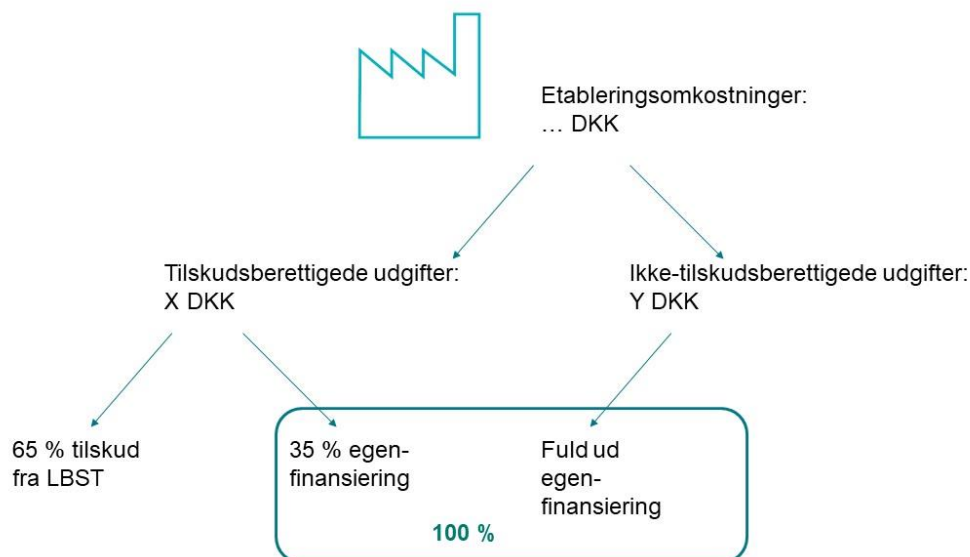 Etableringsomkostninger:
… DKK
Tilskudsberettigede udgifter:
X DKK
Ikke-tilskudsberettigede udgifter:
Y DKK
65 % tilskud
fra LBST
35 % egen-
finansiering
Fuld ud
egen-
finansiering
100 %